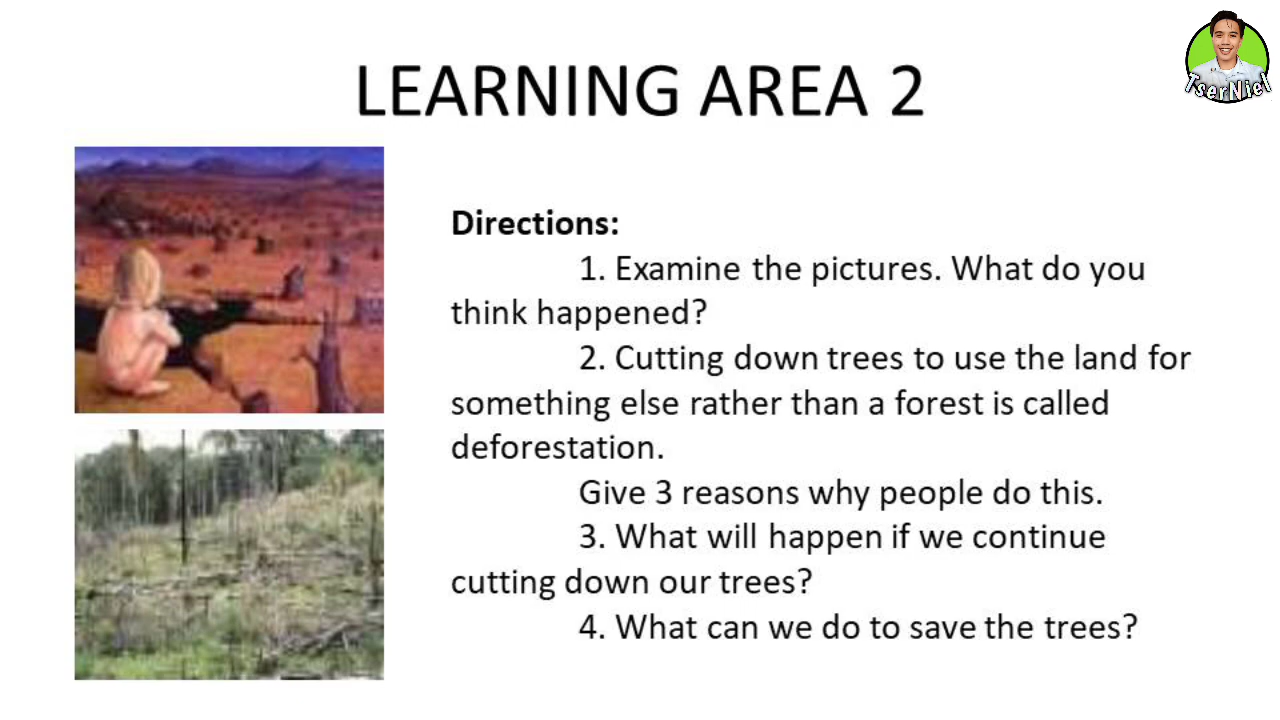 TserNiel
LEARNING AREA 2
Directions:
1. Examine the pictures. What do you
think happened?
2. Cutting down trees to use the land for
something else rather than a forest is called
deforestation.
Give 3 reasons why people do this.
3. What will happen if we continue
cutting down our trees?
4. What can we do to save the trees?